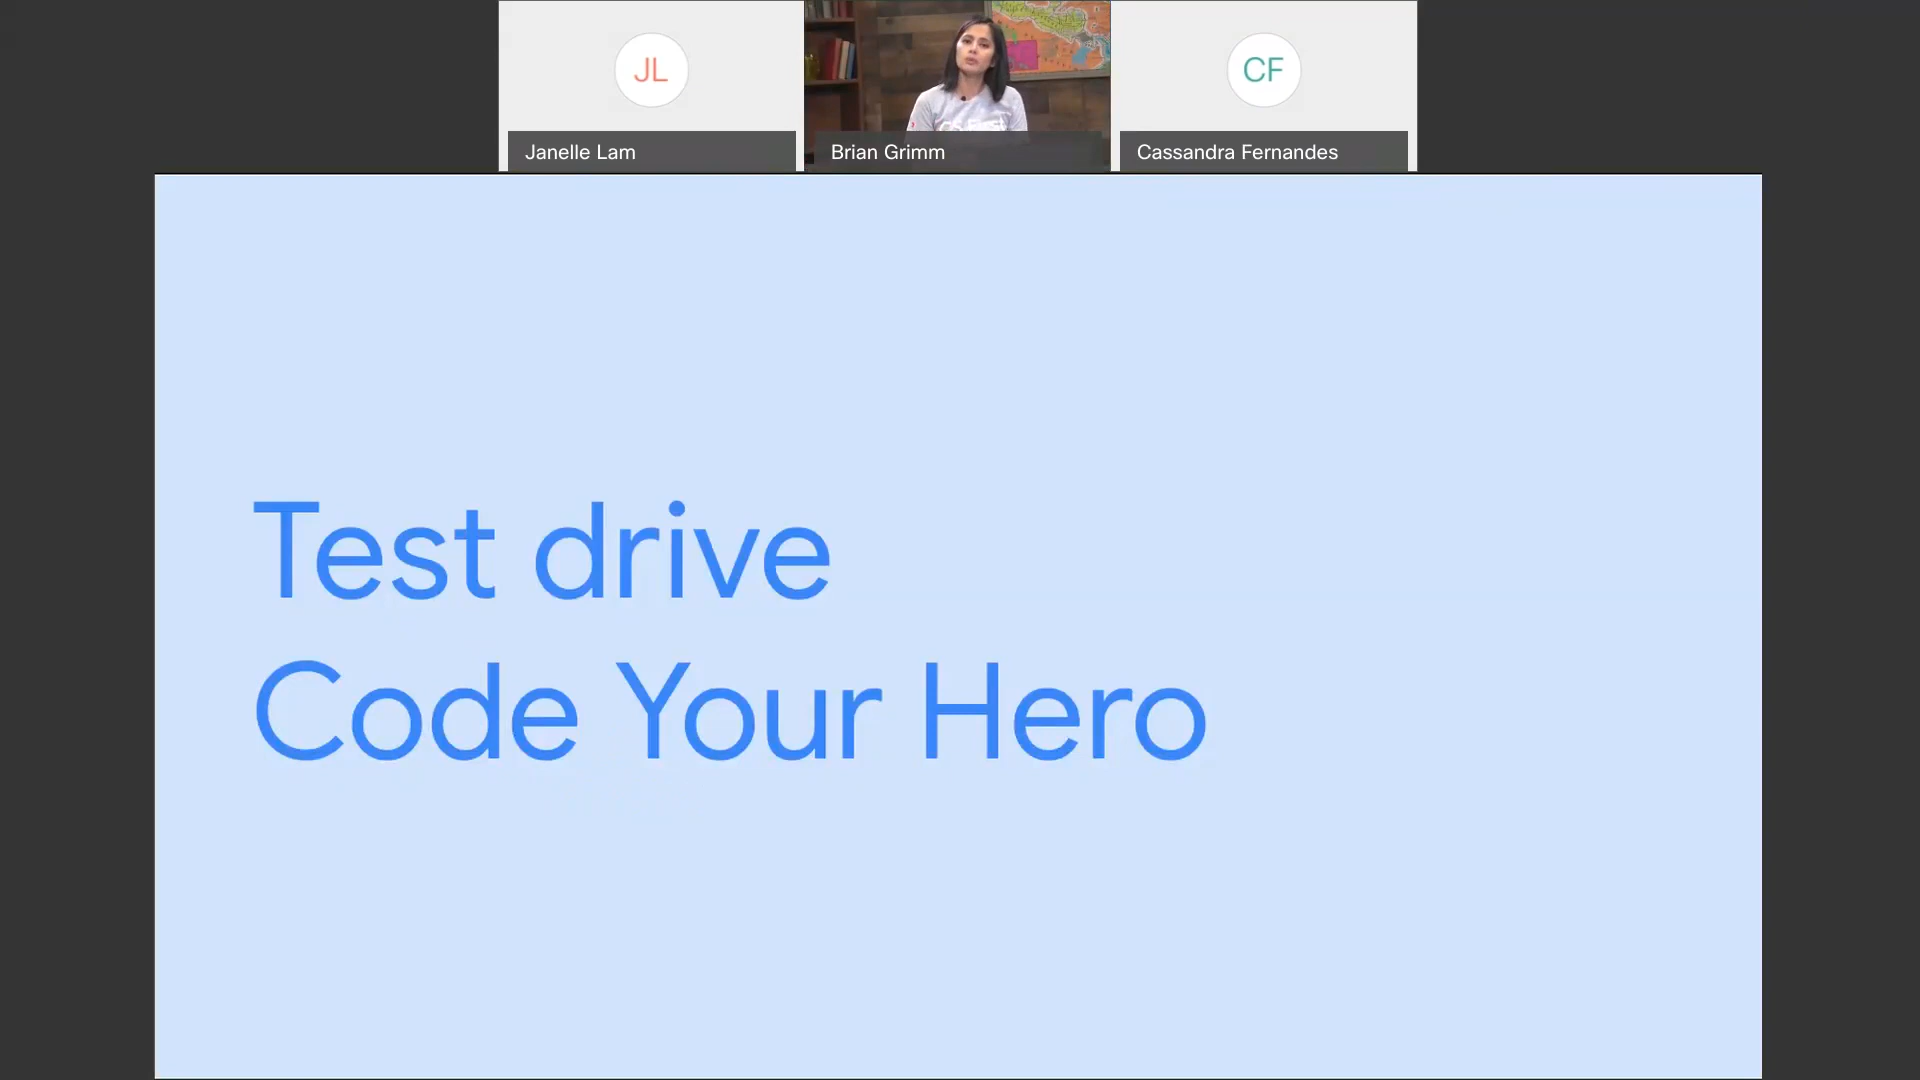 JL
CF
Janelle Lam
Brian Grimm
Cassandra Fernandes
Test drive
Code Your Hero